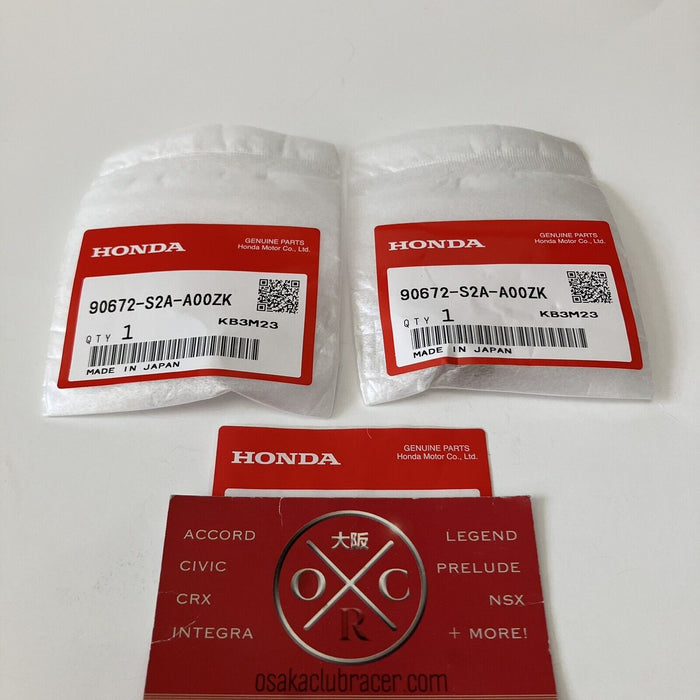 HONDA
GENUINE PARTS
Honda Motor Co., Ltd.
90672-S2A-A00ZK
QTY 1
KB3M23
MADE IN JAPAN
HONDA
GENUINE PARTS
Honda Motor Co., Ltd.
90672-S2A-A00ZK
QTY 1
KB3M23
MADE IN JAPAN
HONDA
GENUINE PARTS
Honda Motor Co., Ltd.
ACCORD
CIVIC
CRX
INTEGRA
大阪
O C
R
LEGEND
PRELUDE
NSX
+ MORE!
osakaclubracer.com